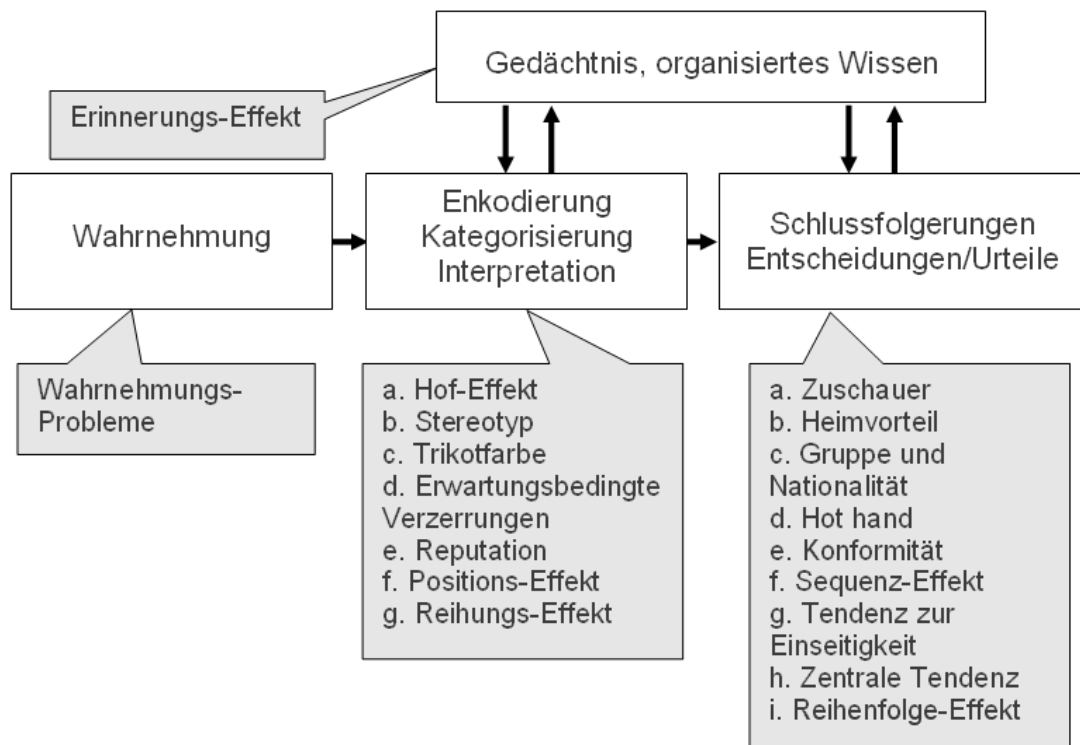 Gedächtnis, organisiertes Wissen
Erinnerungs-Effekt
Wahrnehmung
Enkodierung
Kategorisierung
Interpretation
Schlussfolgerungen
Entscheidungen/Urteile
Wahrnehmungs-
Probleme
a. Hof-Effekt
b. Stereotyp
c. Trikotfarbe
d. Erwartungsbedingte
Verzerrungen
e. Reputation
f. Positions-Effekt
g. Reihungs-Effekt
a. Zuschauer
b. Heimvorteil
c. Gruppe und
Nationalität
d. Hot hand
e. Konformität
f. Sequenz-Effekt
g. Tendenz zur
Einseitigkeit
h. Zentrale Tendenz
i. Reihenfolge-Effekt